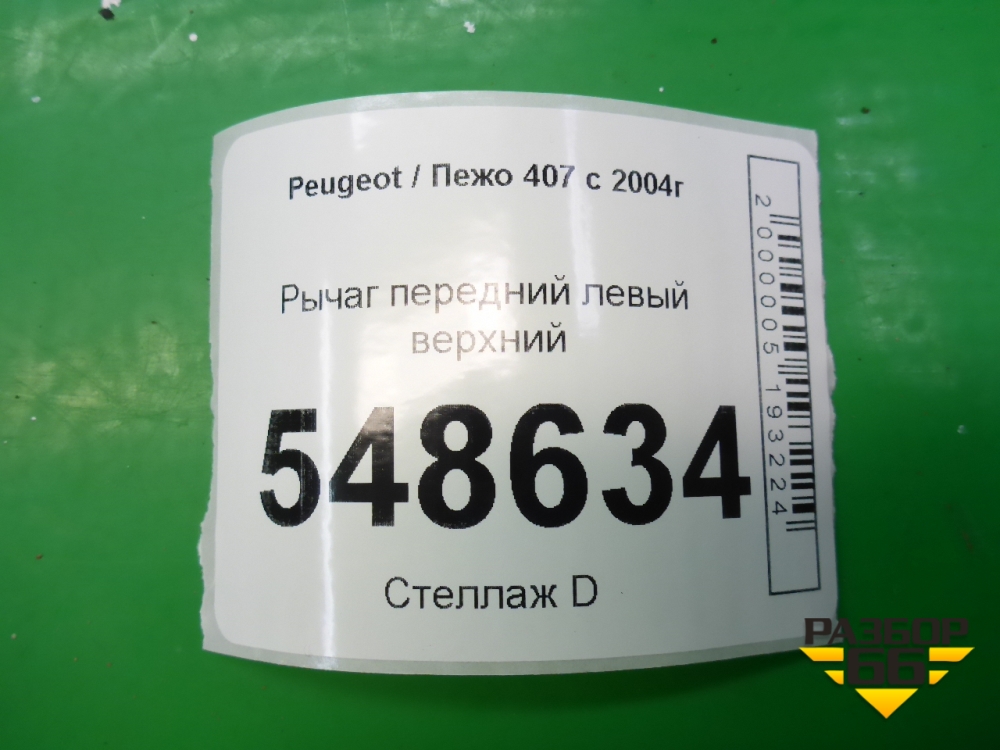 Peugeot / Пежо 407 с 2004г
Рычаг передний левый
верхний
548634
Стеллаж D
2000005193224
РАЗБОР
66